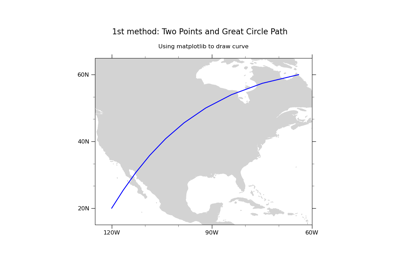 1st method: Two Points and Great Circle Path
Using matplotlib to draw curve
60N
40N
20N
120W
90W
60W